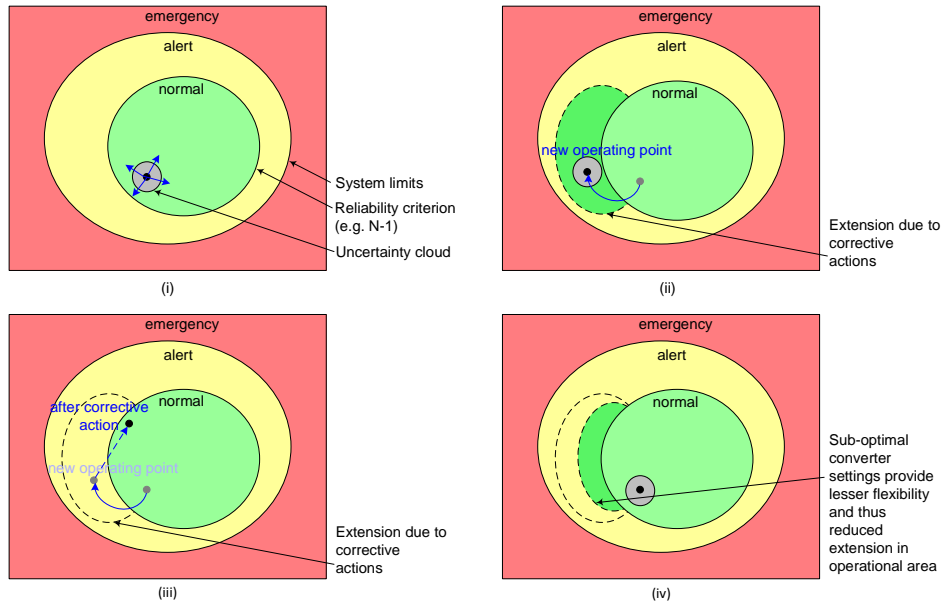 emergency
alert
normal
System limits
Reliability criterion
(e.g. N-1)
Uncertainty cloud
(i)
emergency
alert
normal
new operating point
Extension due to
corrective
actions
(ii)
emergency
alert
normal
after corrective
action
new operating point
Extension due to
corrective
actions
(iii)
emergency
alert
normal
Sub-optimal
converter
settings provide
lesser flexibility
and thus
reduced
extension in
operational area
(iv)